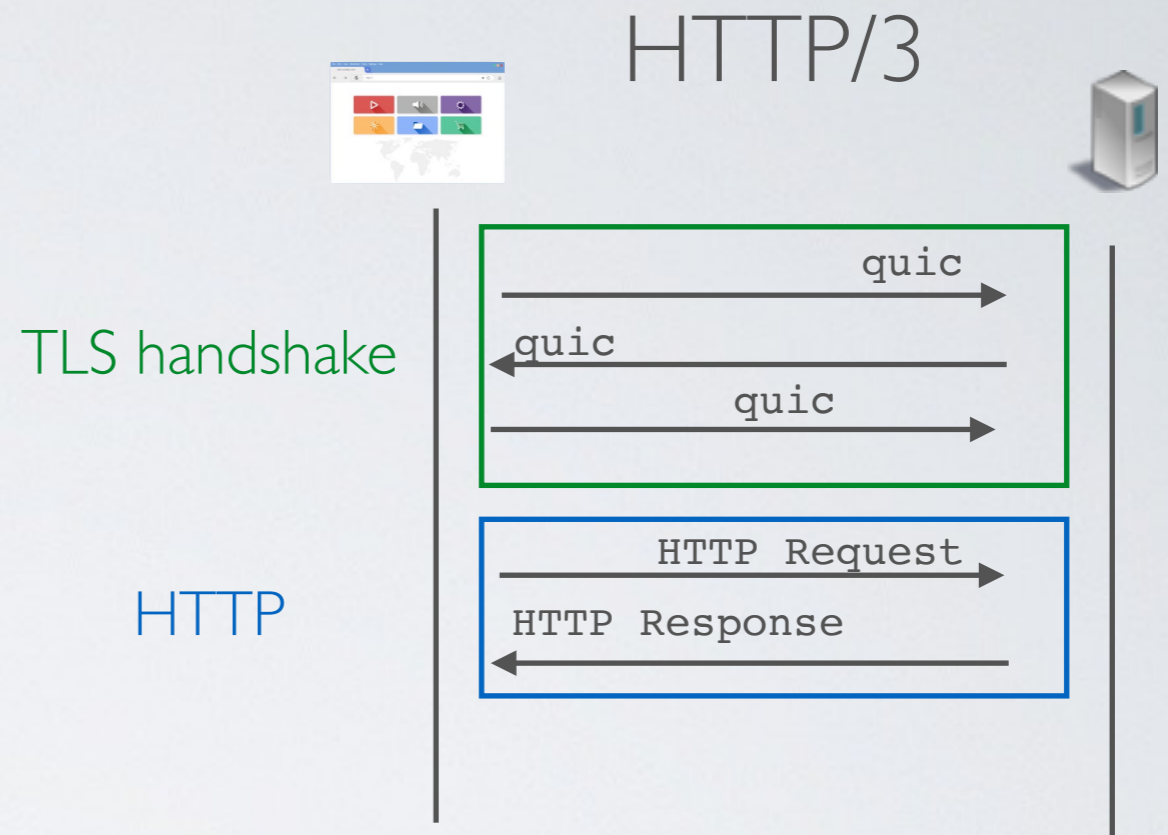 HTTP/3
quic
TLS handshake
quic
quic
HTTP Request
HTTP
HTTP Response